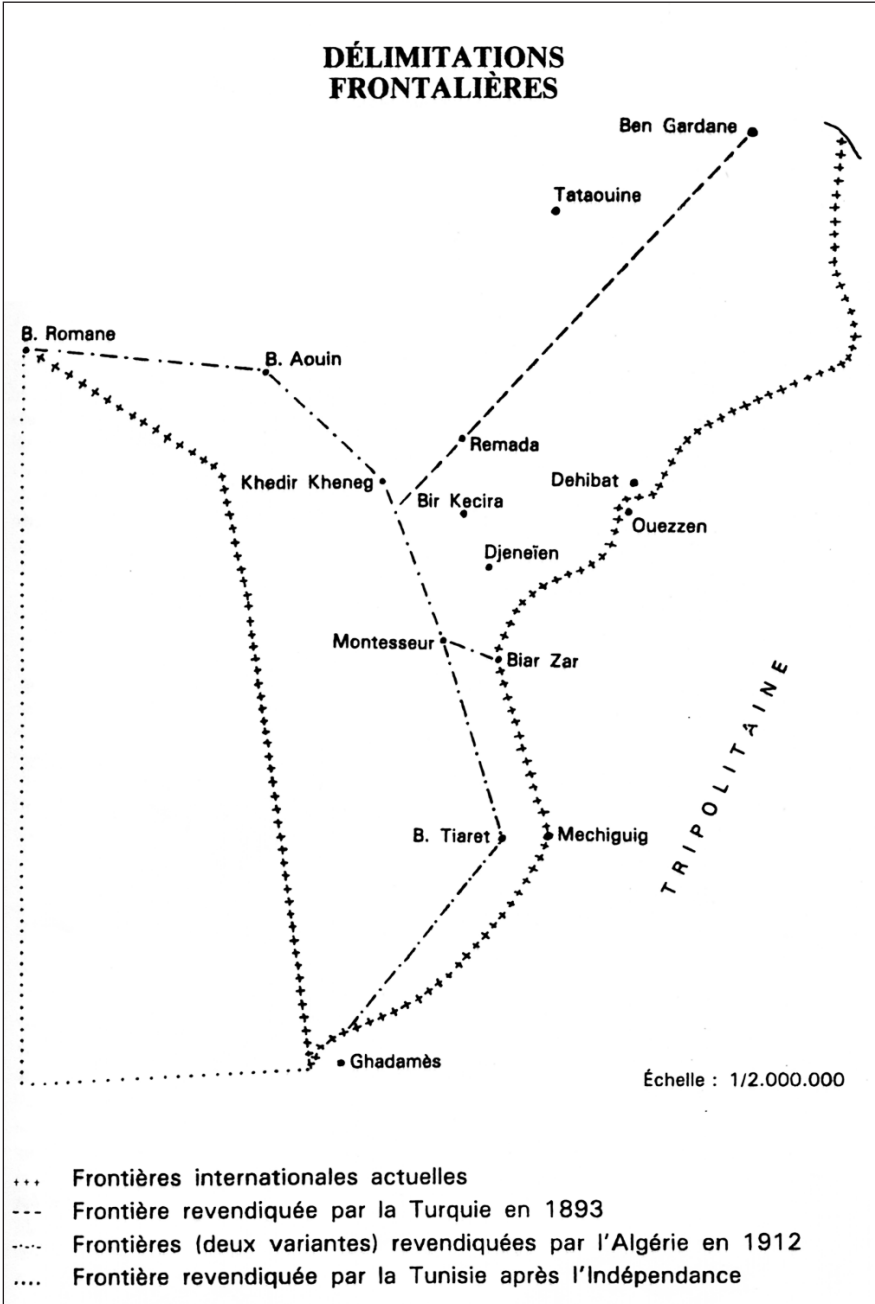 DÉLIMITATIONS
FRONTALIÈRES
Ben Gardane
Tataouine
B. Romane
B. Aouin
Remada
Khedir Kheneg
Dehibat
Bir Kecira
Ouezzen
Djeneïen
Montesseur
Biar Zar
TRIPOLITAINE
B. Tiaret
Mechiguig
Ghadamès
Échelle : 1/2.000.000
+++ Frontières internationales actuelles
--- Frontière revendiquée par la Turquie en 1893
-·-·- Frontières (deux variantes) revendiquées par l'Algérie en 1912
.... Frontière revendiquée par la Tunisie après l'Indépendance